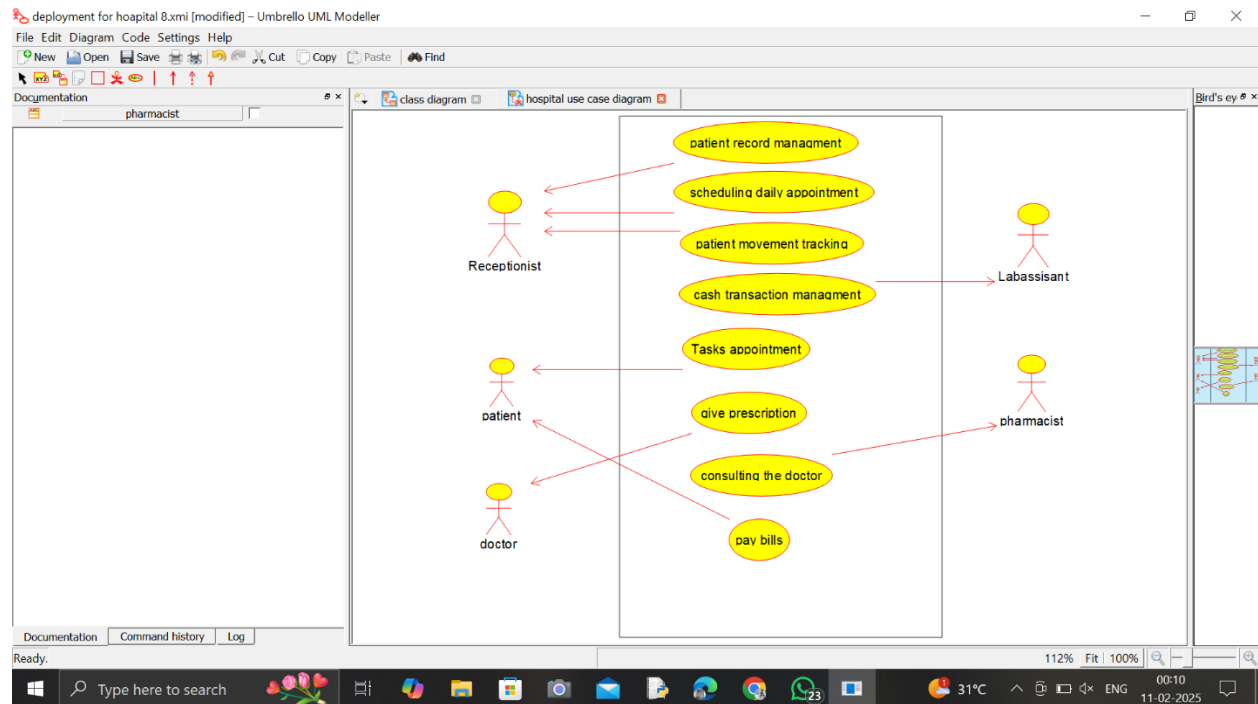 deployment for hoapital 8.xmi [modified] – Umbrello UML Modeller
File Edit Diagram Code Settings Help
New Open Save Cut Copy Paste Find
XYZ
Documentation
class diagram
hospital use case diagram
Bird's ey
pharmacist
patient record managment
scheduling daily appointment
patient movement tracking
Receptionist
Labassisant
cash transaction managment
Tasks appointment
patient
give prescription
pharmacist
consulting the doctor
doctor
pay bills
Documentation Command history Log
Ready.
112% Fit 100%
Type here to search
23
31°C
ENG
00:10
11-02-2025